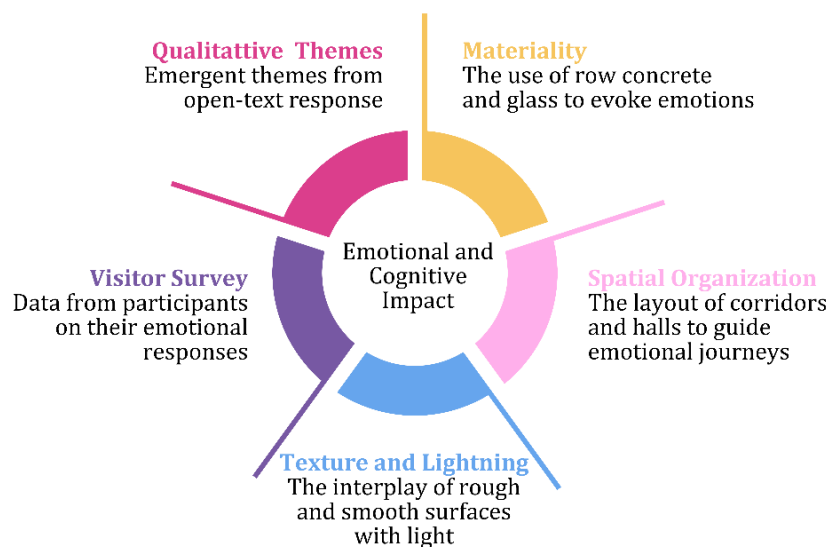 Qualitattive Themes
Emergent themes from
open-text response
Materiality
The use of row concrete
and glass to evoke emotions
Emotional and
Cognitive
Impact
Visitor Survey
Data from participants
on their emotional
responses
Spatial Organization
The layout of corridors
and halls to guide
emotional journeys
Texture and Lightning
The interplay of rough
and smooth surfaces
with light